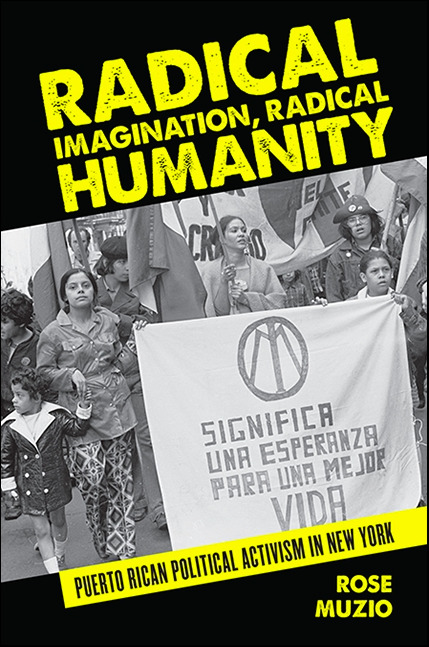 RADICAL
IMAGINATION, RADICAL
HUMANITY
SIGNIFICA
UNA ESPERANZA
PARA UNA MEJOR
VIDA
PUERTO RICAN POLITICAL ACTIVISM IN NEW YORK
ROSE
MUZIO